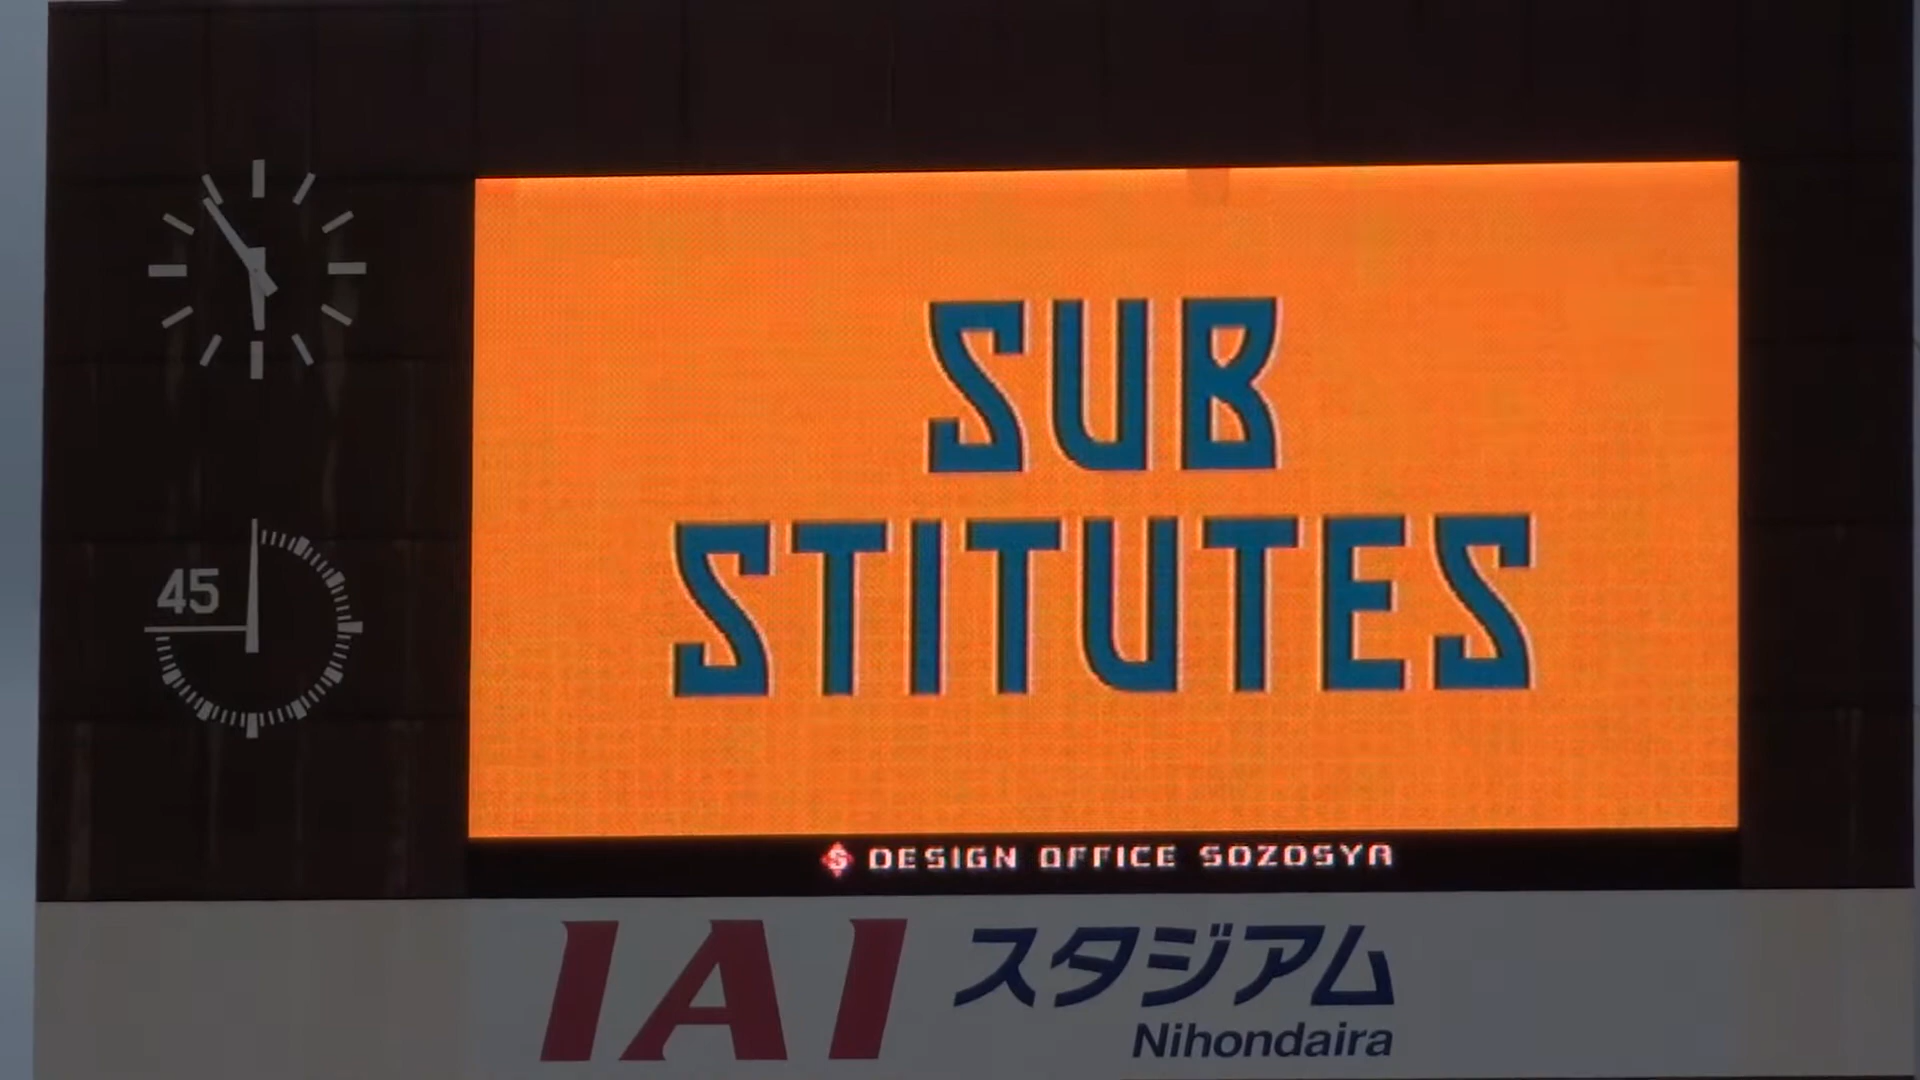 SUB
STITUTES
45
DESIGN OFFICE SOZOSYA
IAI スタジアム
Nihondaira